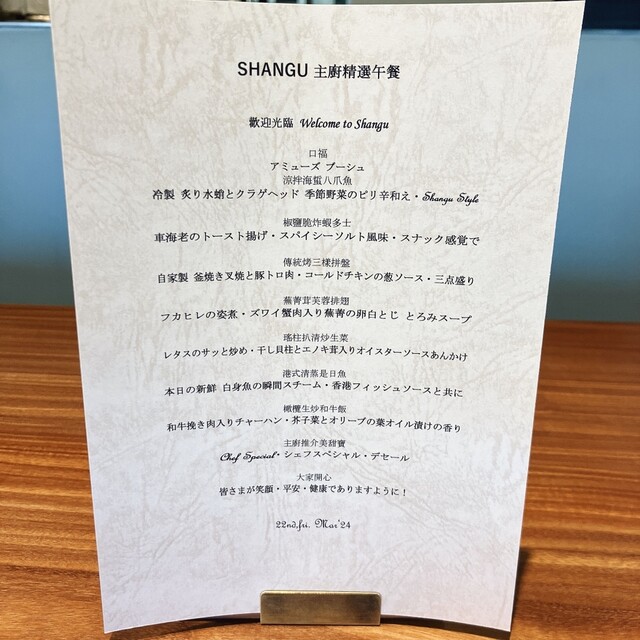 SHANGU 主廚精選午餐
歡迎光臨 Welcome to Shangu
口福
アミューズ ブーシュ
涼拌海蜇八爪魚
冷製 炙り水蛸とクラゲヘッド 季節野菜のピリ辛和え・Shangu Style
椒鹽脆炸蝦多士
車海老のトースト揚げ・スパイシーソルト風味・スナック感覚で
傳統烤三樣拼盤
自家製 釜焼き叉焼と豚トロ肉・コールドチキンの葱ソース・三点盛り
蕪菁茸芙蓉排翅
フカヒレの姿煮・ズワイ蟹肉入り蕪菁の卵白とじ とろみスープ
瑤柱扒清炒生菜
レタスのサッと炒め・干し貝柱とエノキ茸入りオイスターソースあんかけ
港式清蒸是日魚
本日の新鮮 白身魚の瞬間スチーム・香港フィッシュソースと共に
橄欖生炒和牛飯
和牛挽き肉入りチャーハン・芥子菜とオリーブの葉オイル漬けの香り
主廚推介美甜寶
Chef Special・シェフスペシャル・デセール
大家開心
皆さまが笑顔・平安・健康でありますように！
22nd,fri. Mar'24